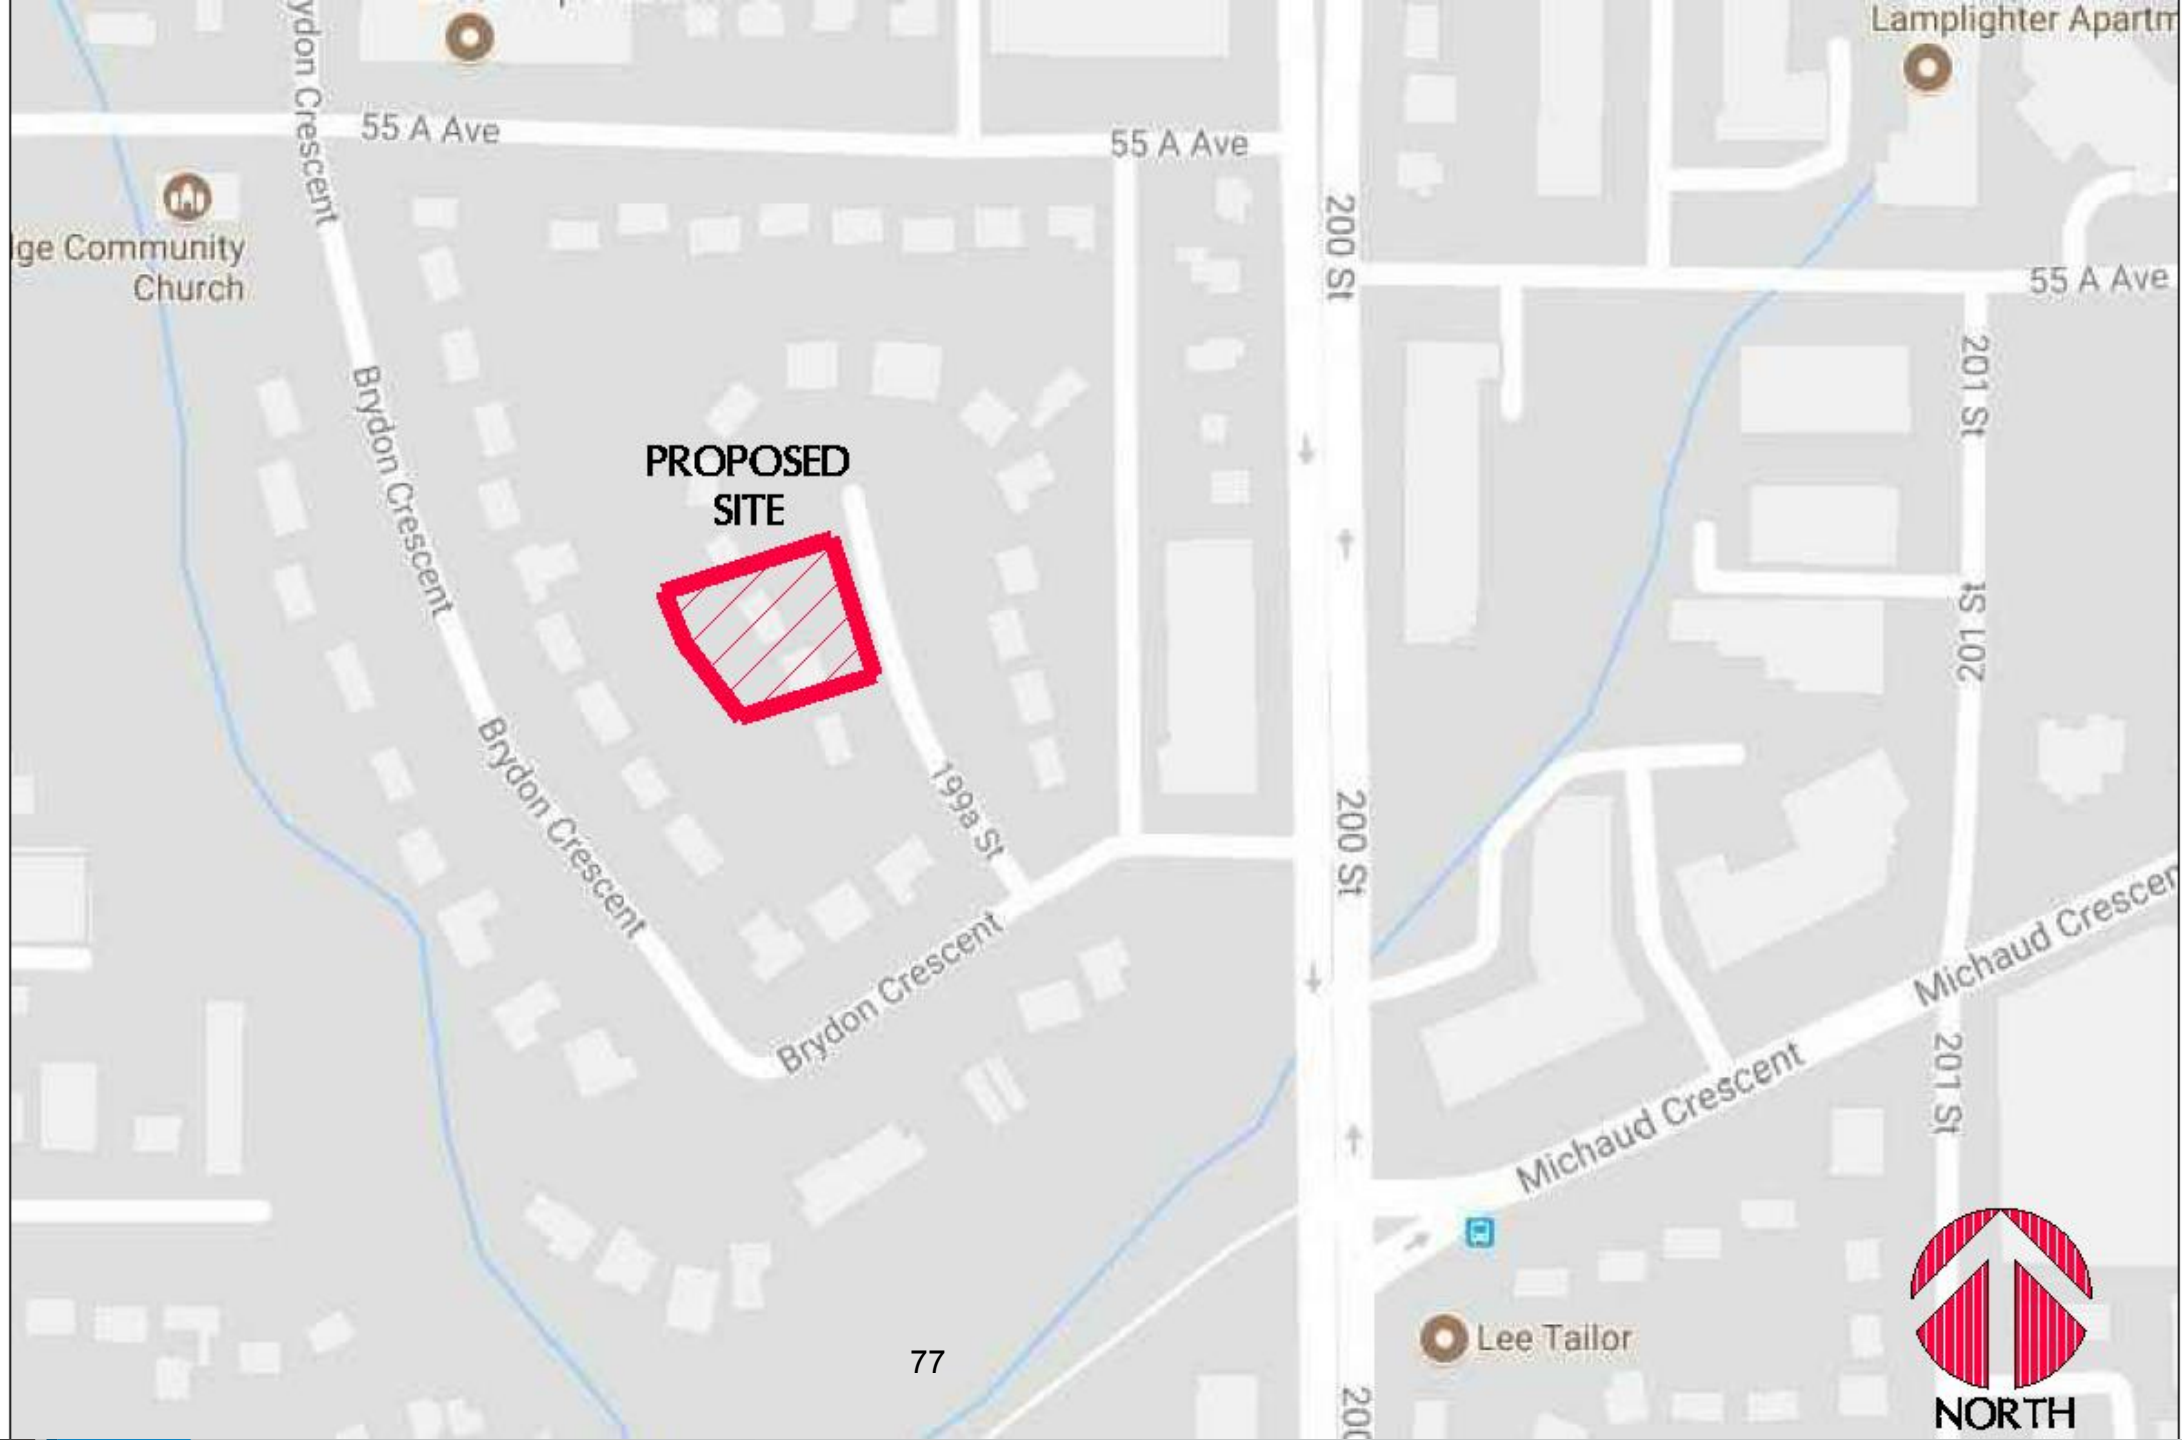 Lamplighter Apartm
ydon Crescent
55 A Ave
55 A Ave
200 St
lge Community
Church
55 A Ave
201 St
Brydon Crescent
PROPOSED
SITE
201 St
Brydon Crescent
199a St
200 St
Michaud Crescen
Brydon Crescent
201 St
Michaud Crescent
Lee Tailor
77
200
NORTH